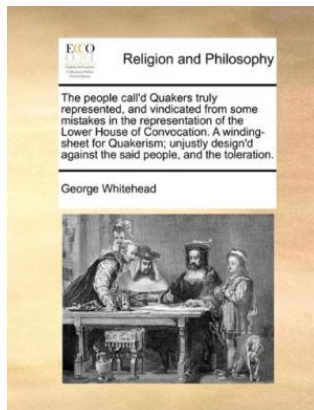 ECCO
Religion and Philosophy
The people call'd Quakers truly
represented, and vindicated from some
mistakes in the representation of the
Lower House of Convocation. A winding-
sheet for Quakerism; unjustly design'd
against the said people, and the toleration.
George Whitehead